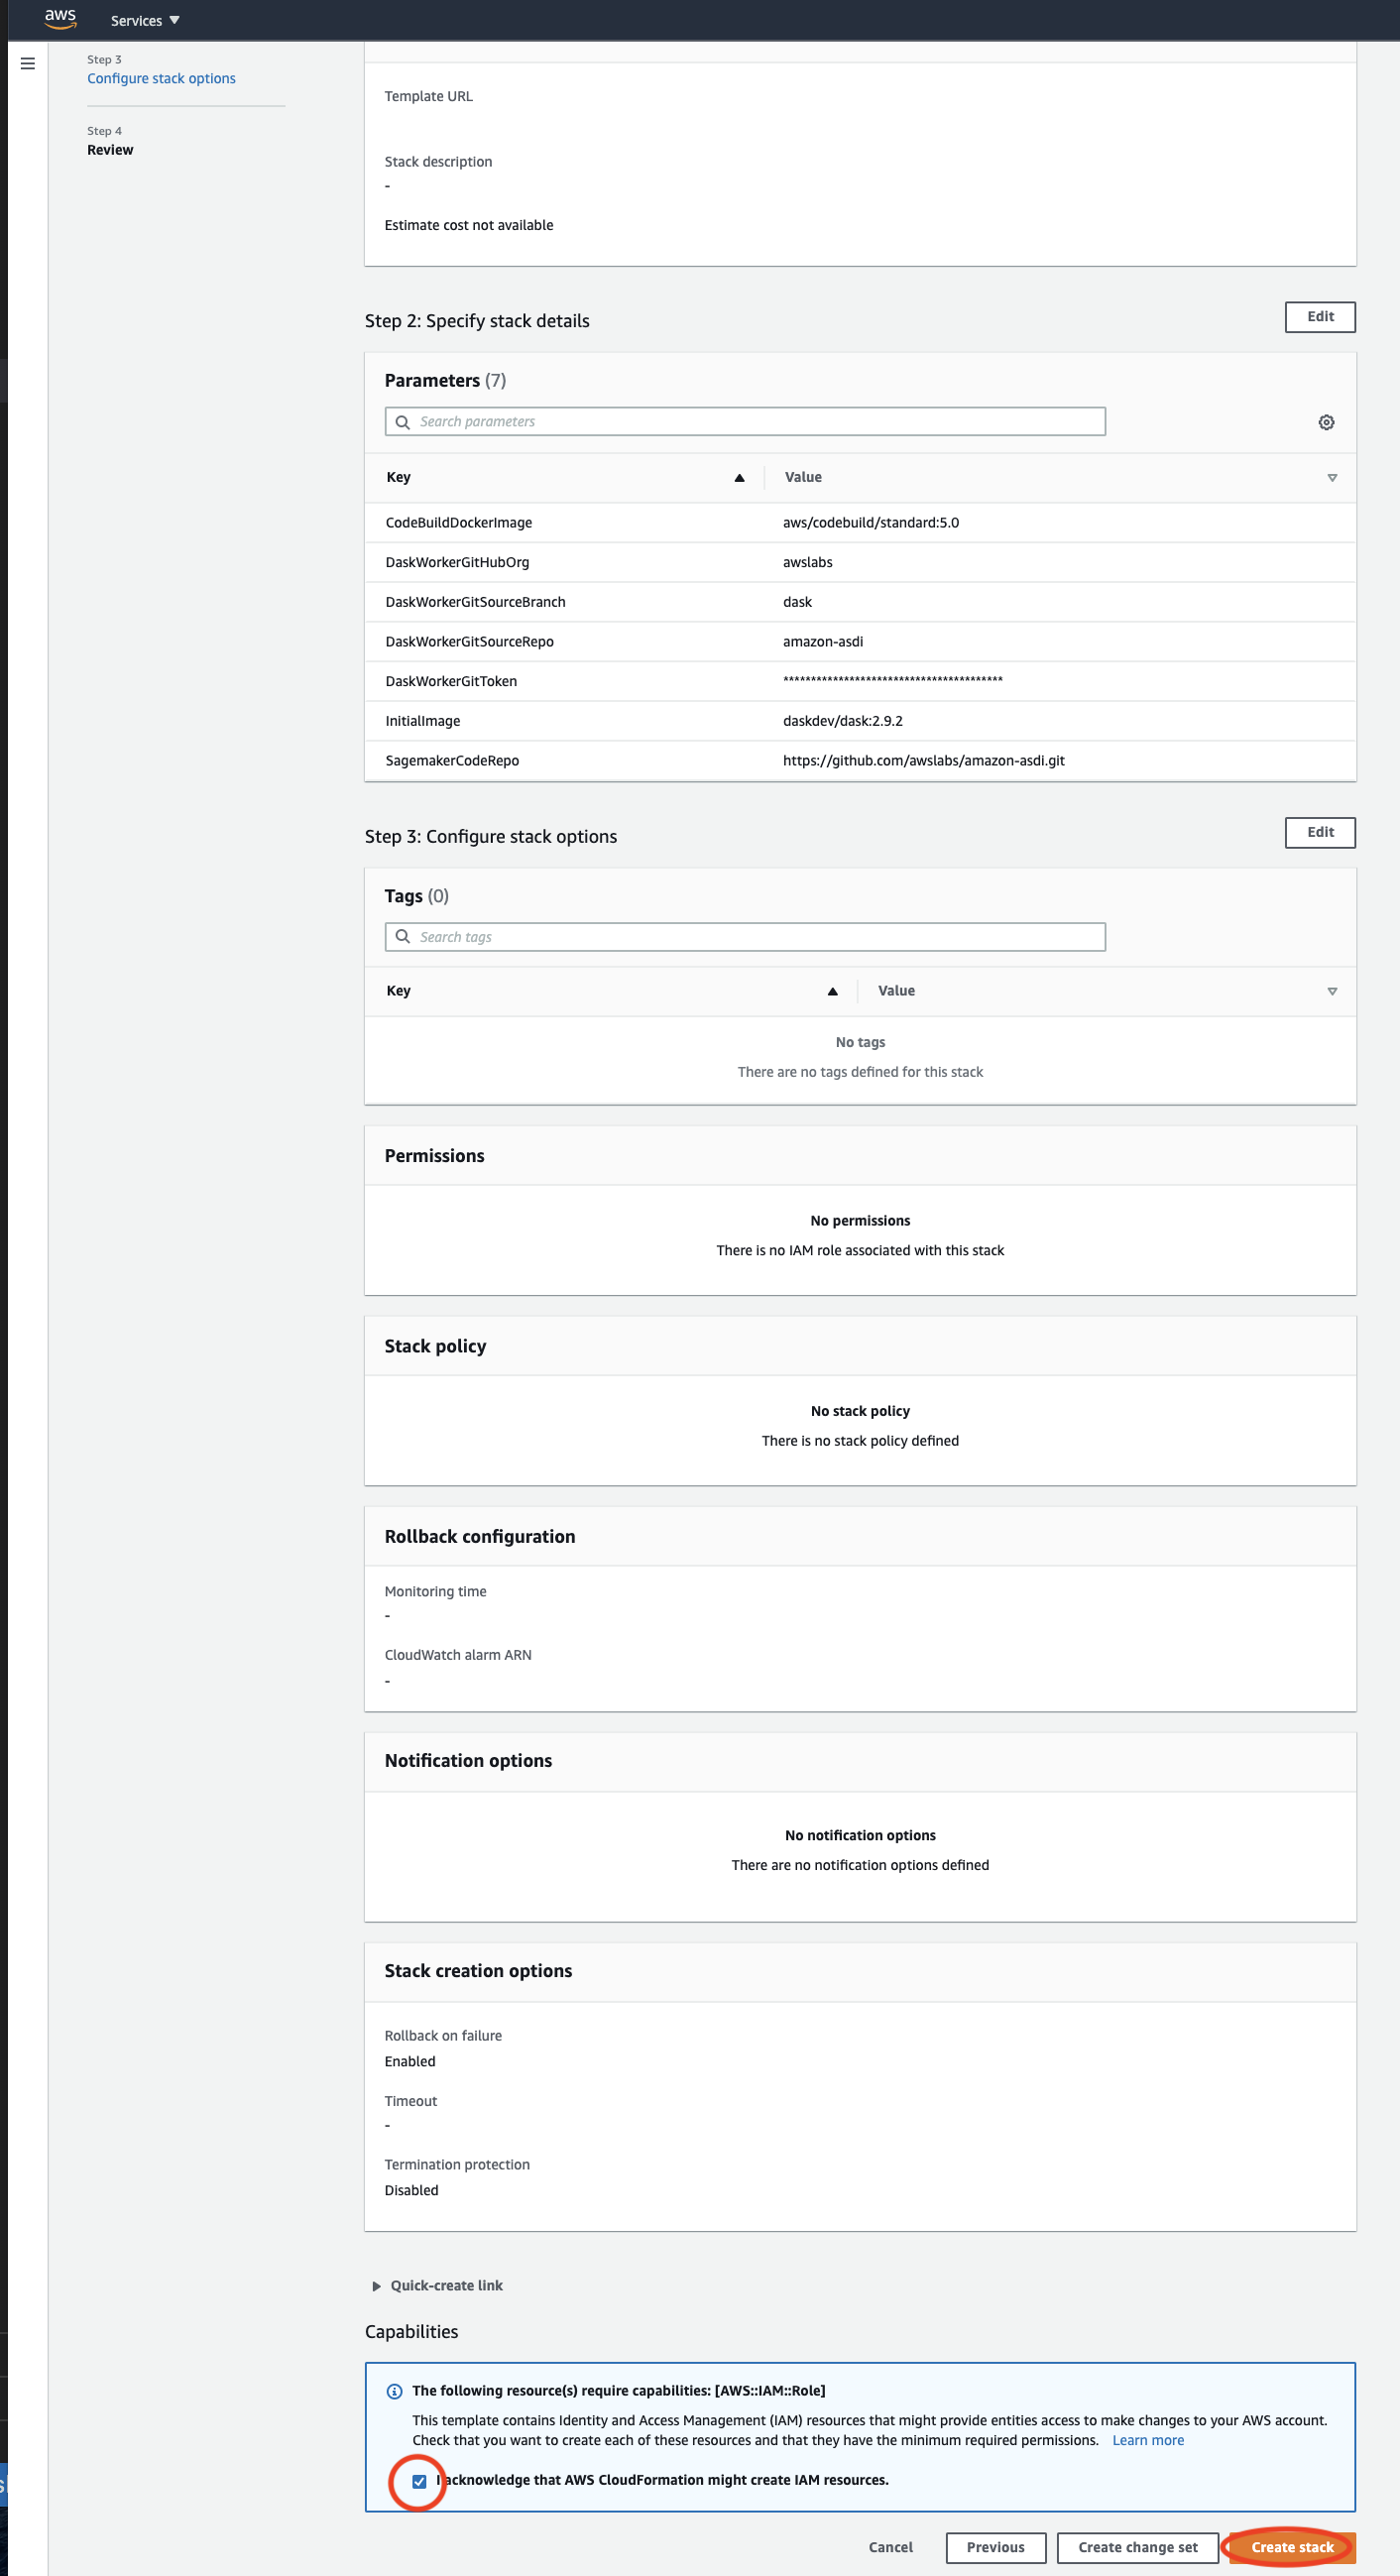 aws Services
Step 3
Configure stack options
Step 4
Review
Template URL
Stack description
-
Estimate cost not available
Step 2: Specify stack details Edit
Parameters (7)
Search parameters
Key Value
CodeBuildDockerImage aws/codebuild/standard:5.0
DaskWorkerGitHubOrg awslabs
DaskWorkerGitSourceBranch dask
DaskWorkerGitSourceRepo amazon-asdi
DaskWorkerGitToken ****************************************
InitialImage daskdev/dask:2.9.2
SagemakerCodeRepo https://github.com/awslabs/amazon-asdi.git
Step 3: Configure stack options Edit
Tags (0)
Search tags
Key Value
No tags
There are no tags defined for this stack
Permissions
No permissions
There is no IAM role associated with this stack
Stack policy
No stack policy
There is no stack policy defined
Rollback configuration
Monitoring time
-
CloudWatch alarm ARN
-
Notification options
No notification options
There are no notification options defined
Stack creation options
Rollback on failure
Enabled
Timeout
-
Termination protection
Disabled
Quick-create link
Capabilities
The following resource(s) require capabilities: [AWS::IAM::Role]
This template contains Identity and Access Management (IAM) resources that might provide entities access to make changes to your AWS account.
Check that you want to create each of these resources and that they have the minimum required permissions. Learn more
I acknowledge that AWS CloudFormation might create IAM resources.
Cancel Previous Create change set Create stack